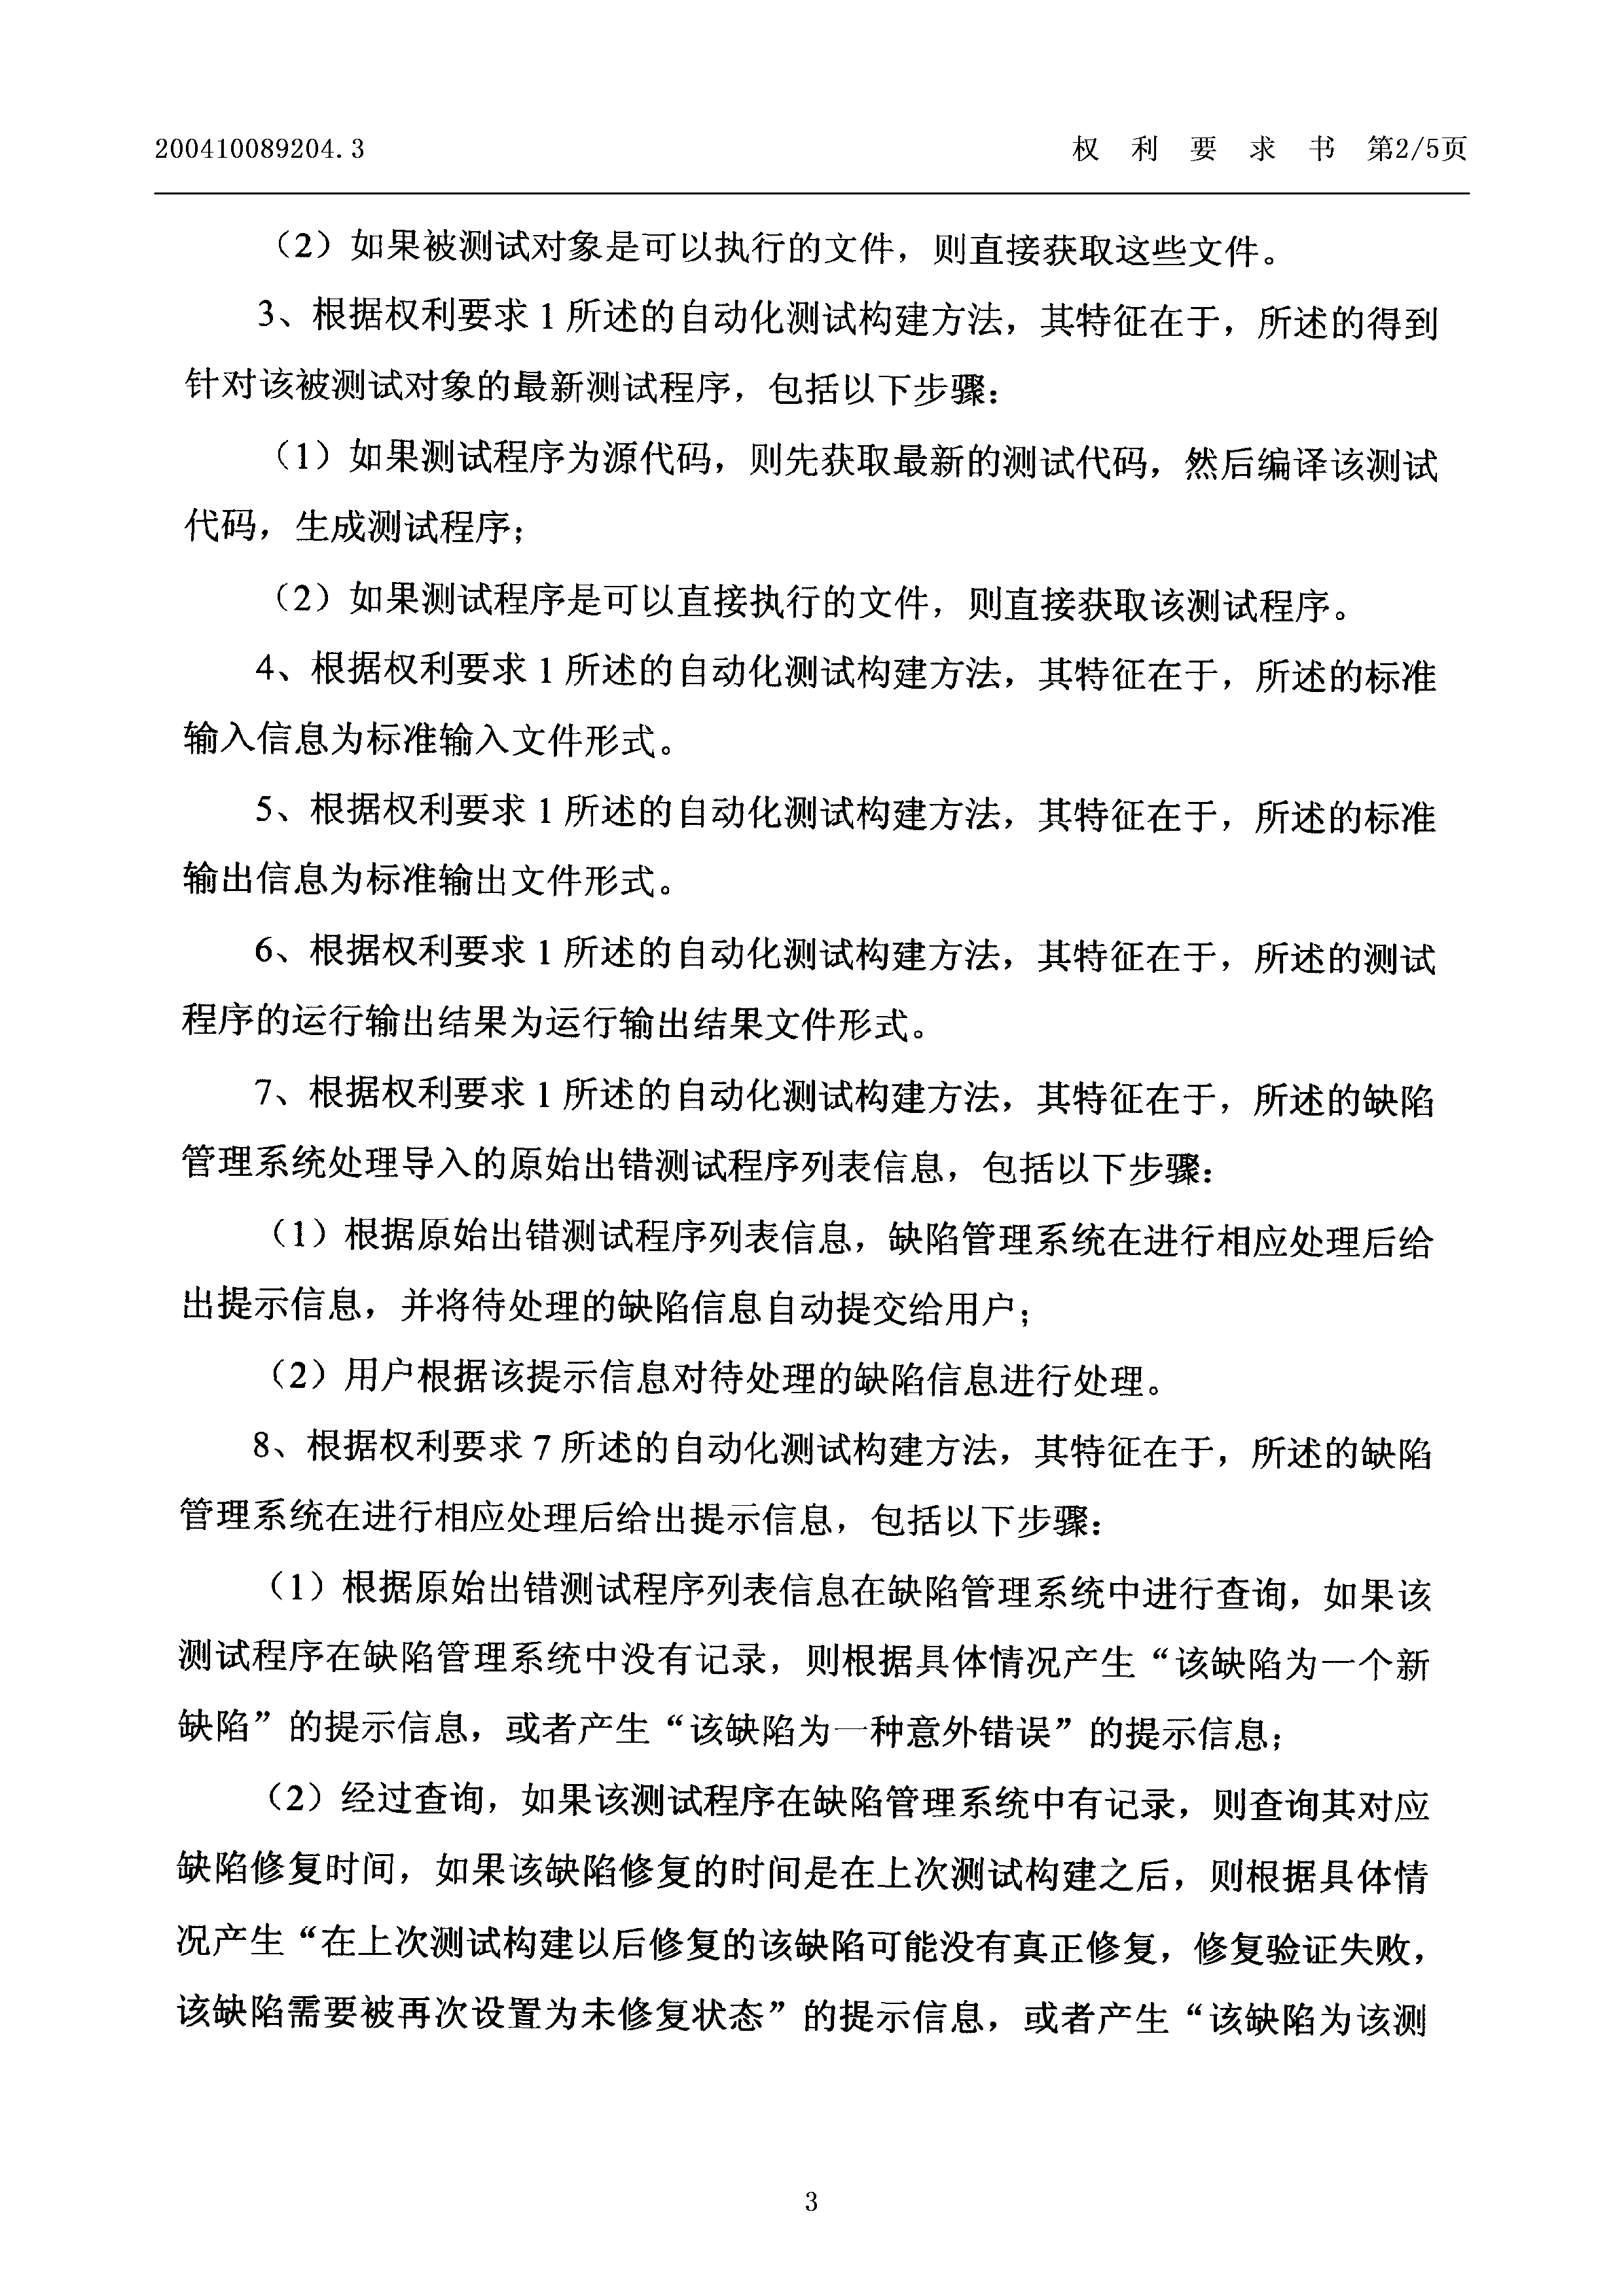 200410089204.3
权 利 要 求 书 第2/5页
（2）如果被测试对象是可以执行的文件，则直接获取这些文件。
3、根据权利要求 1 所述的自动化测试构建方法，其特征在于，所述的得到
针对该被测试对象的最新测试程序，包括以下步骤：
（1）如果测试程序为源代码，则先获取最新的测试代码，然后编译该测试
代码，生成测试程序；
（2）如果测试程序是可以直接执行的文件，则直接获取该测试程序。
4、根据权利要求 1 所述的自动化测试构建方法，其特征在于，所述的标准
输入信息为标准输入文件形式。
5、根据权利要求 1 所述的自动化测试构建方法，其特征在于，所述的标准
输出信息为标准输出文件形式。
6、根据权利要求 1 所述的自动化测试构建方法，其特征在于，所述的测试
程序的运行输出结果为运行输出结果文件形式。
7、根据权利要求 1 所述的自动化测试构建方法，其特征在于，所述的缺陷
管理系统处理导入的原始出错测试程序列表信息，包括以下步骤：
（1）根据原始出错测试程序列表信息，缺陷管理系统在进行相应处理后给
出提示信息，并将待处理的缺陷信息自动提交给用户；
（2）用户根据该提示信息对待处理的缺陷信息进行处理。
8、根据权利要求 7 所述的自动化测试构建方法，其特征在于，所述的缺陷
管理系统在进行相应处理后给出提示信息，包括以下步骤：
（1）根据原始出错测试程序列表信息在缺陷管理系统中进行查询，如果该
测试程序在缺陷管理系统中没有记录，则根据具体情况产生“该缺陷为一个新
缺陷”的提示信息，或者产生“该缺陷为一种意外错误”的提示信息；
（2）经过查询，如果该测试程序在缺陷管理系统中有记录，则查询其对应
缺陷修复时间，如果该缺陷修复的时间是在上次测试构建之后，则根据具体情
况产生“在上次测试构建以后修复的该缺陷可能没有真正修复，修复验证失败，
该缺陷需要被再次设置为未修复状态”的提示信息，或者产生“该缺陷为该测
3